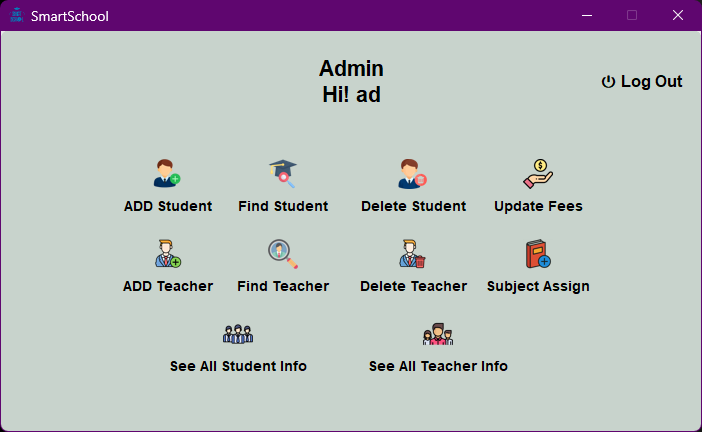 SmartSchool
Admin
Hi! ad
Log Out
ADD Student
Find Student
Delete Student
Update Fees
ADD Teacher
Find Teacher
Delete Teacher
Subject Assign
See All Student Info
See All Teacher Info